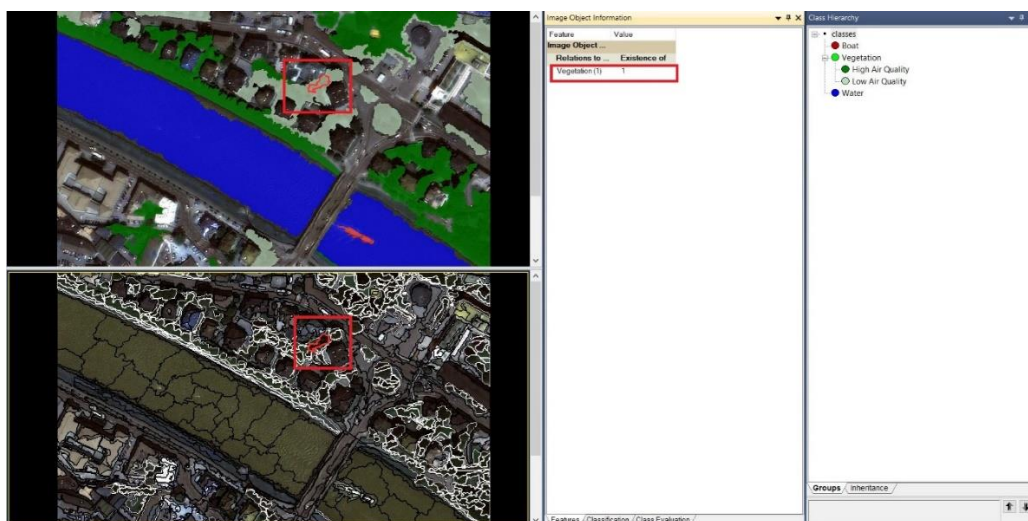 Image Object Information
Feature Value
Image Object ...
Relations to ... Existence of
Vegetation (1) 1
Features / Classification / Class Evaluation /
Class Hierarchy
classes
Boat
Vegetation
High Air Quality
Low Air Quality
Water
Groups / Inheritance /